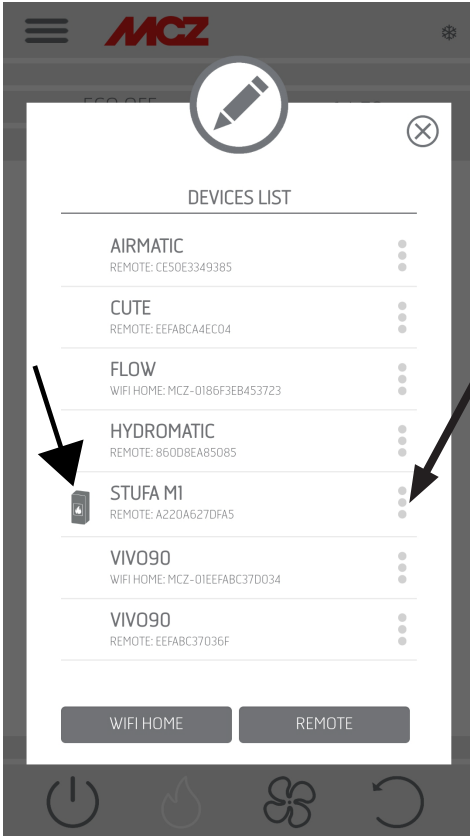 MCZ
DEVICES LIST
AIRMATIC
REMOTE: CE50E3349385
CUTE
REMOTE: EEFABCA4EC04
FLOW
WIFI HOME: MCZ-0186F3EB453723
HYDROMATIC
REMOTE: 860D8EA85085
STUFA M1
REMOTE: A220A627DFA5
VIVO90
WIFI HOME: MCZ-01EEFABC37D034
VIVO90
REMOTE: EEFABC37036F
WIFI HOME
REMOTE